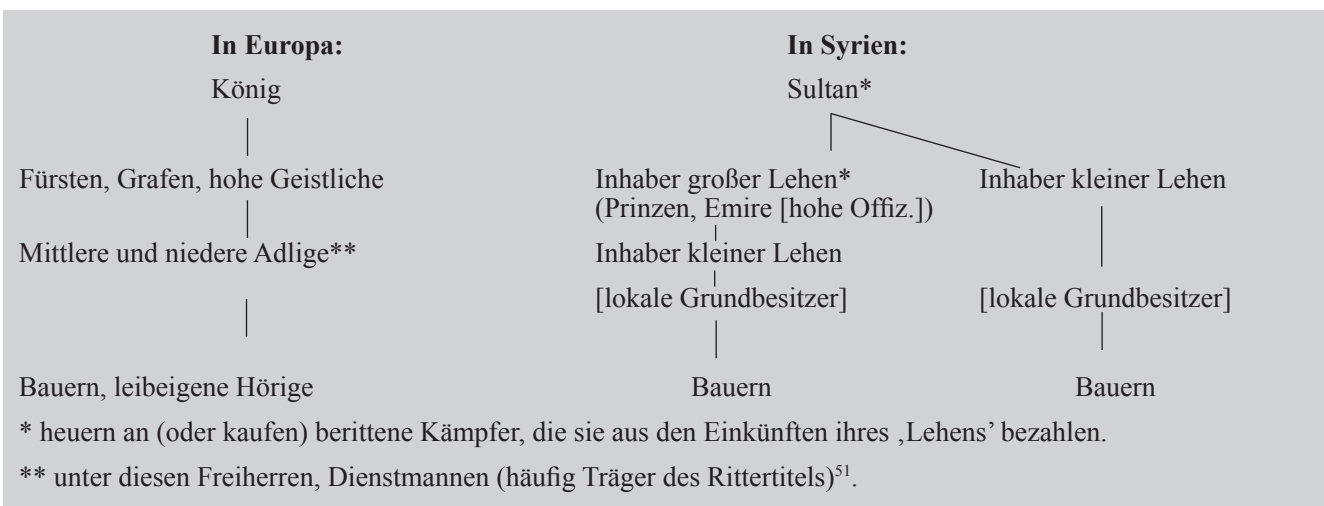 In Europa: In Syrien:
König Sultan*
Fürsten, Grafen, hohe Geistliche Inhaber großer Lehen* Inhaber kleiner Lehen
(Prinzen, Emire [hohe Offiz.])
Mittlere und niedere Adlige** Inhaber kleiner Lehen
[lokale Grundbesitzer] [lokale Grundbesitzer]
Bauern, leibeigene Hörige Bauern Bauern
* heuern an (oder kaufen) berittene Kämpfer, die sie aus den Einkünften ihres ‚Lehens’ bezahlen.
** unter diesen Freiherren, Dienstmannen (häufig Träger des Rittertitels)⁵¹.